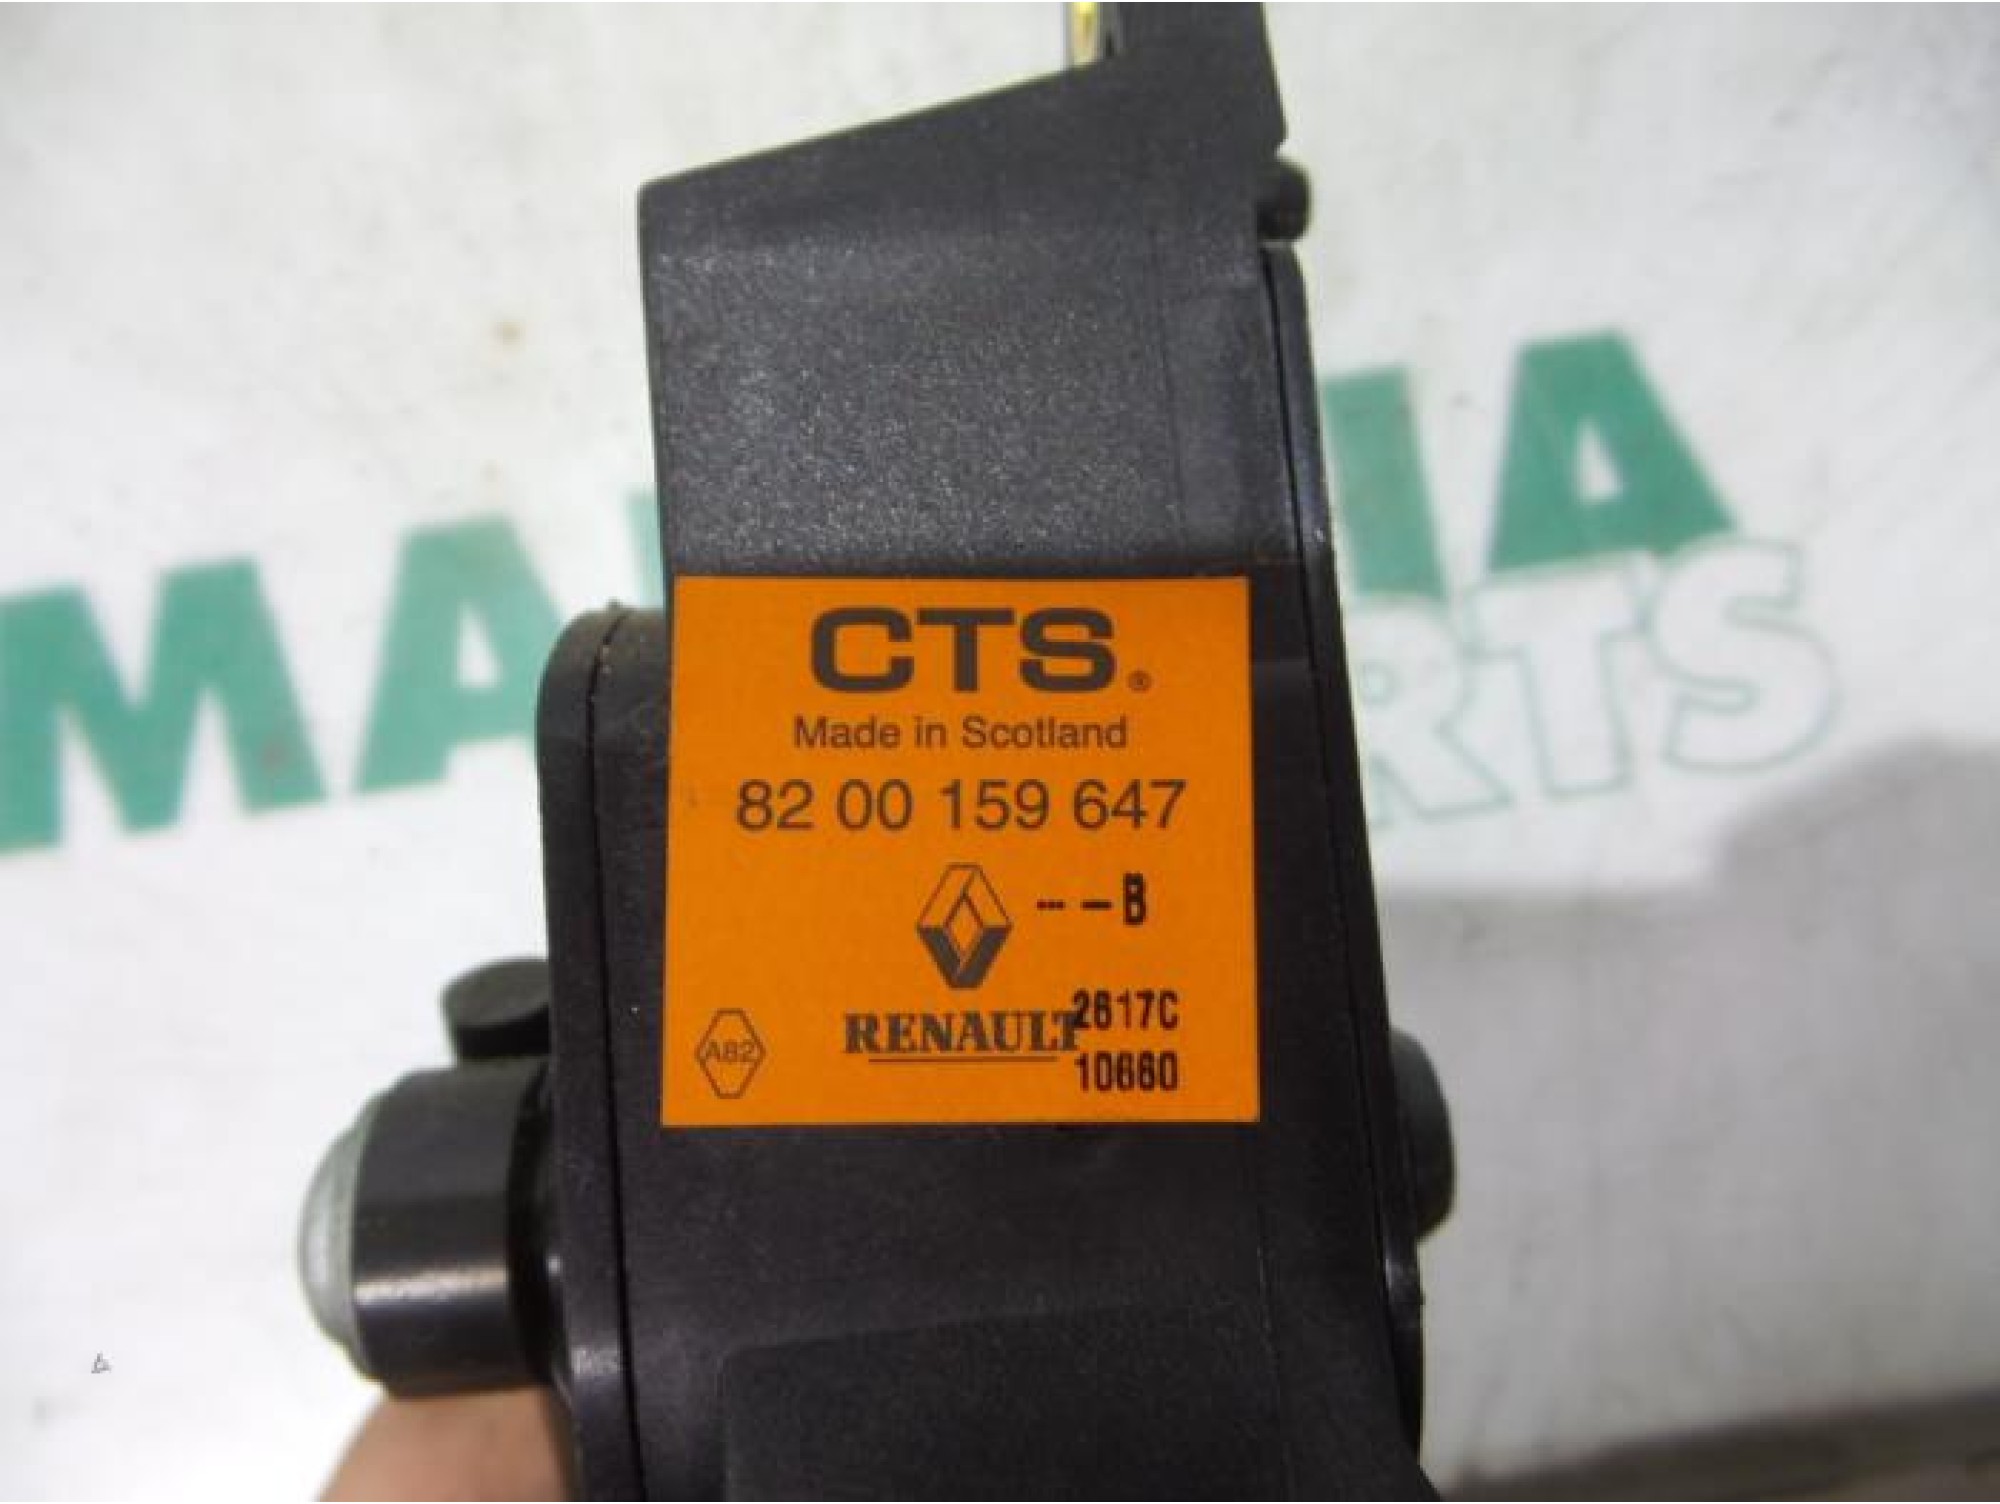 CTS®
Made in Scotland
82 00 159 647
--- -B
RENAULT
2617C
A82
10660